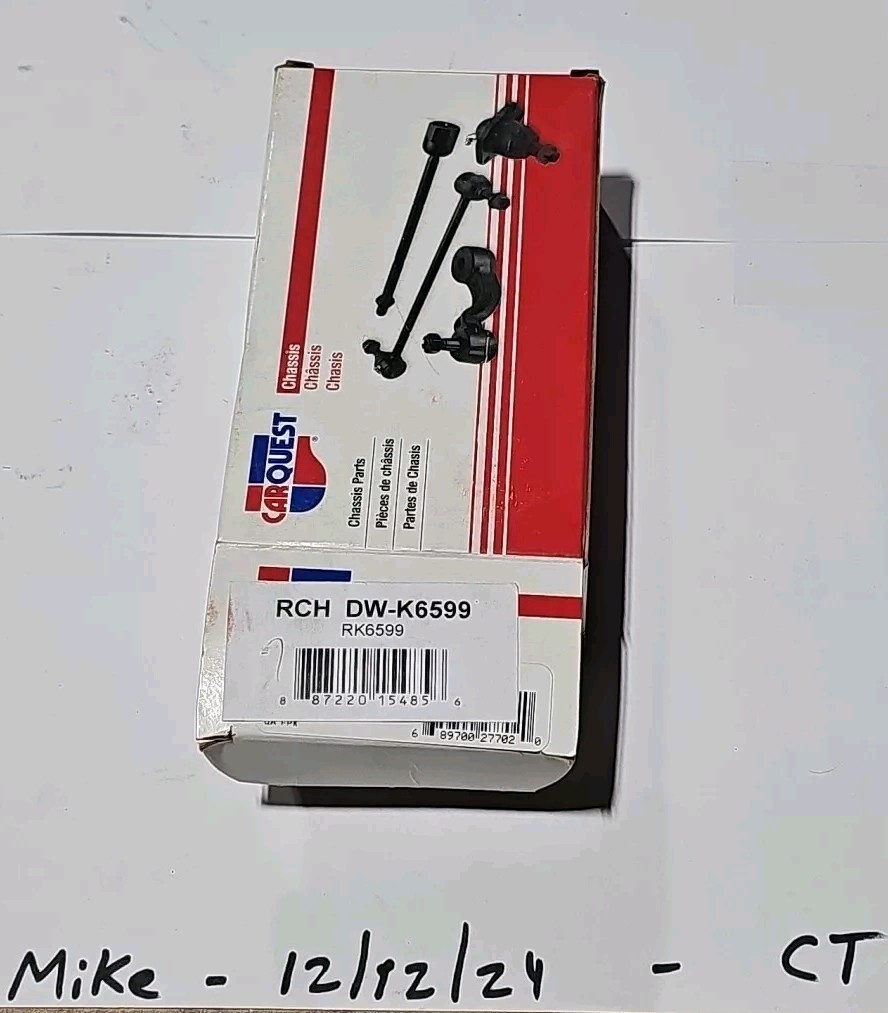 Chassis
Châssis
Chasis
CARQUEST
Chassis Parts
Pièces de châssis
Partes de Chasis
RCH DW-K6599
RK6599
8 87220 15485 6
6 89700 27702 0
Mike - 12/12/24 - CT